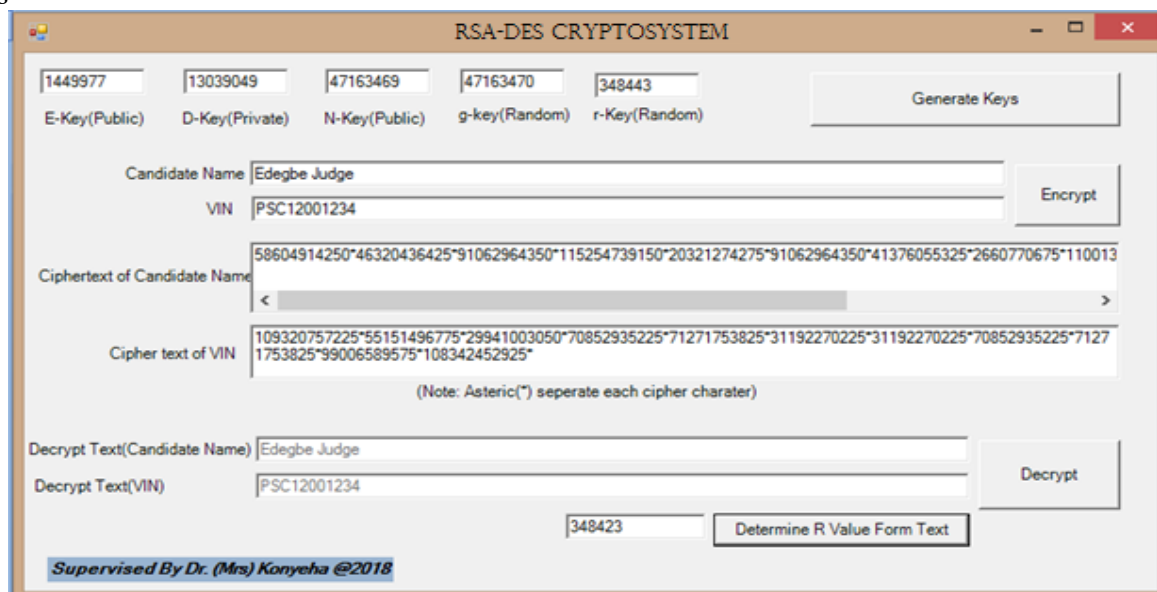 RSA-DES CRYPTOSYSTEM
1449977 13039049 47163469 47163470 348443
E-Key(Public) D-Key(Private) N-Key(Public) g-key(Random) r-Key(Random)
Generate Keys
Candidate Name Edegbe Judge
VIN PSC12001234
Encrypt
Ciphertext of Candidate Name 58604914250*46320436425*91062964350*115254739150*20321274275*91062964350*41376055325*2660770675*110013
Cipher text of VIN 109320757225*55151496775*29941003050*70852935225*71271753825*31192270225*31192270225*70852935225*7127
1753825*99006589575*108342452925*
(Note: Asteric(*) seperate each cipher charater)
Decrypt Text(Candidate Name) Edegbe Judge
Decrypt Text(VIN) PSC12001234
Decrypt
348423 Determine R Value Form Text
Supervised By Dr. (Mrs) Konyeha @2018